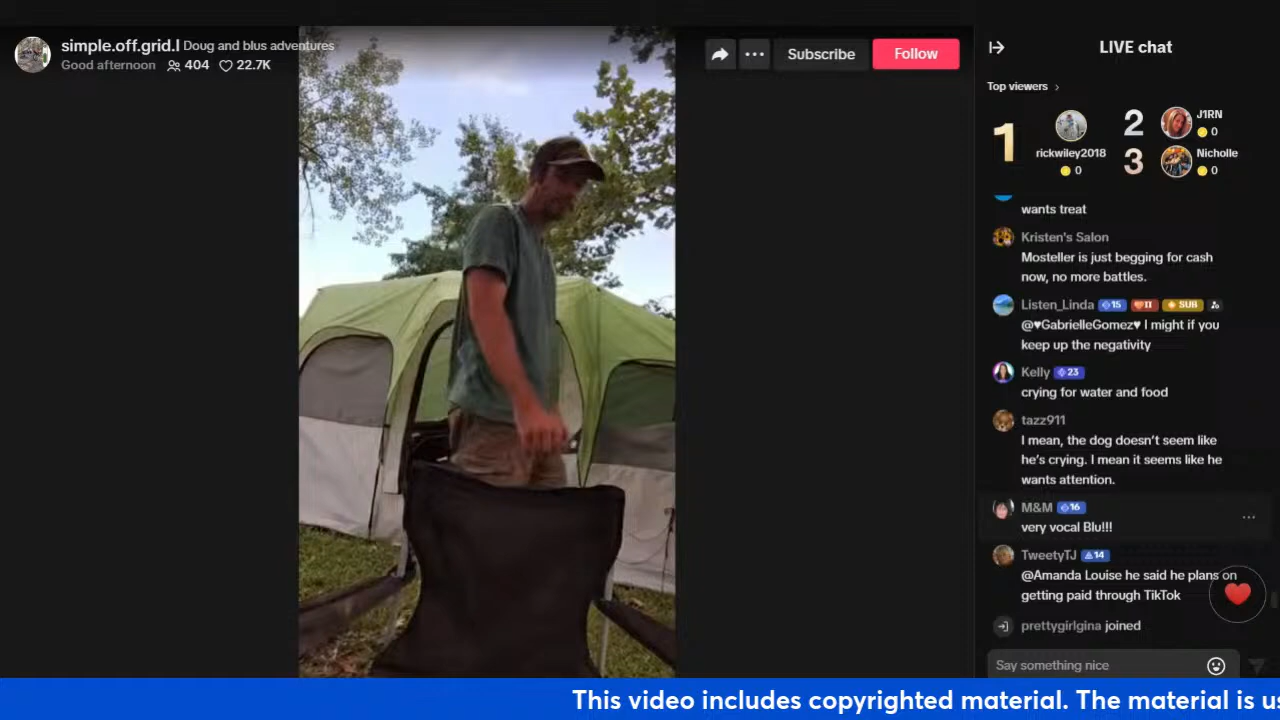 simple.off.grid.l Doug and blus adventures
Good afternoon 404 22.7K
Subscribe
Follow
LIVE chat
Top viewers >
1
rickwiley2018
0
2
J1RN
0
3
Nicholle
0
wants treat
Kristen's Salon
Mosteller is just begging for cash
now, no more battles.
Listen_Linda 15 II SUB
@♥GabrielleGomez♥ I might if you
keep up the negativity
Kelly 23
crying for water and food
tazz911
I mean, the dog doesn't seem like
he's crying. I mean it seems like he
wants attention.
M&M 16
very vocal Blu!!!
TweetyTJ 14
@Amanda Louise he said he plans on
getting paid through TikTok
prettygirlgina joined
Say something nice
This video includes copyrighted material. The material is us